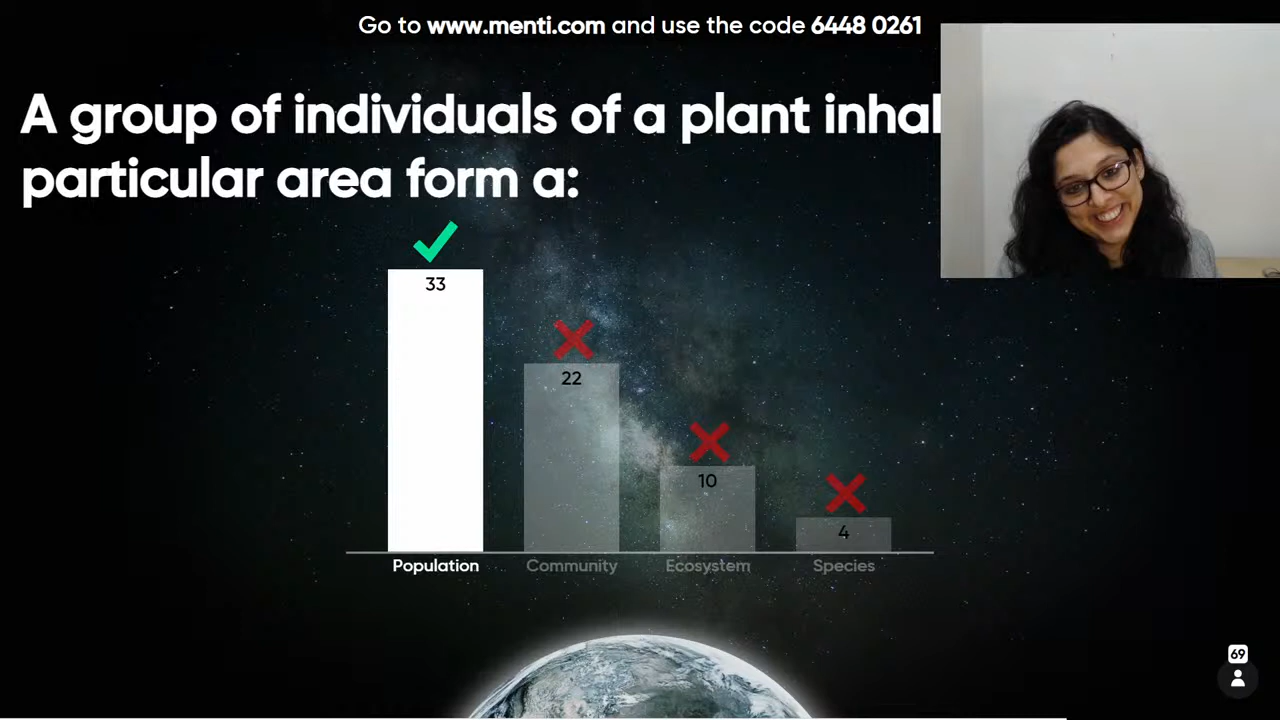 Go to www.menti.com and use the code 6448 0261
A group of individuals of a plant
particular area form a:
33
22
10
4
Population Community Ecosystem Species
69